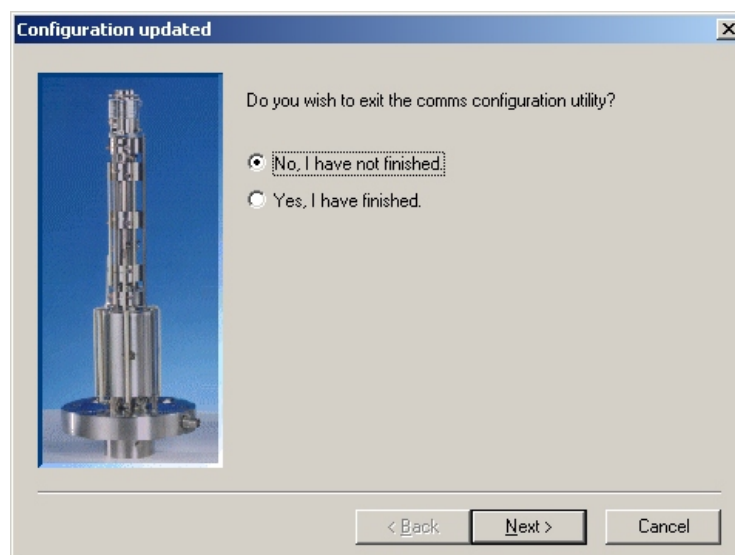 Configuration updated
Do you wish to exit the comms configuration utility?
No, I have not finished.
Yes, I have finished.
< Back
Next >
Cancel